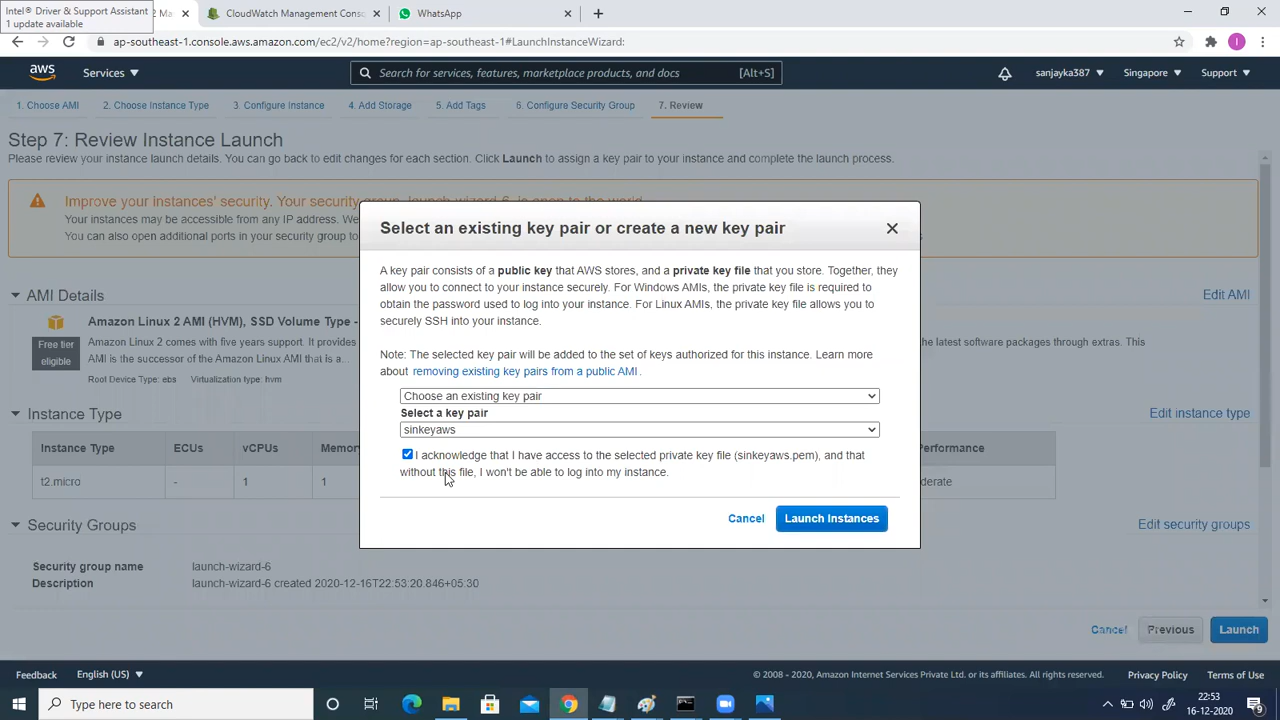 Intel® Driver & Support Assistant
1 update available
2 Ma
CloudWatch Management Conso
WhatsApp
ap-southeast-1.console.aws.amazon.com/ec2/v2/home?region=ap-southeast-1#LaunchInstanceWizard:
I
aws
Services
Search for services, features, marketplace products, and docs
[Alt+S]
sanjayka387
Singapore
Support
1. Choose AMI
2. Choose Instance Type
3. Configure Instance
4. Add Storage
5. Add Tags
6. Configure Security Group
7. Review
Step 7: Review Instance Launch
Please review your instance launch details. You can go back to edit changes for each section. Click Launch to assign a key pair to your instance and complete the launch process.
Improve your instances' security. Your security group, launch-wizard-6, is open to the world.
Your instances may be accessible from any IP address. We
You can also open additional ports in your security group to
Select an existing key pair or create a new key pair
A key pair consists of a public key that AWS stores, and a private key file that you store. Together, they
allow you to connect to your instance securely. For Windows AMIs, the private key file is required to
obtain the password used to log into your instance. For Linux AMIs, the private key file allows you to
securely SSH into your instance.
Note: The selected key pair will be added to the set of keys authorized for this instance. Learn more
about removing existing key pairs from a public AMI .
Choose an existing key pair
Select a key pair
sinkeyaws
I acknowledge that I have access to the selected private key file (sinkeyaws.pem), and that
without this file, I won't be able to log into my instance.
Cancel
Launch Instances
AMI Details
Edit AMI
Amazon Linux 2 AMI (HVM), SSD Volume Type -
Free tier
eligible
Amazon Linux 2 comes with five years support. It provides
the latest software packages through extras. This
AMI is the successor of the Amazon Linux AMI that is a...
Root Device Type: ebs
Virtualization type: hvm
Instance Type
Edit instance type
Instance Type
ECUs
vCPUs
Memory
Performance
t2.micro
-
1
1
derate
Security Groups
Edit security groups
Security group name
launch-wizard-6
Description
launch-wizard-6 created 2020-12-16T22:53:20.846+05:30
Cancel
Previous
Launch
Feedback
English (US)
© 2008 - 2020, Amazon Internet Services Private Ltd. or its affiliates. All rights reserved.
Privacy Policy
Terms of Use
Type here to search
22:53
16-12-2020